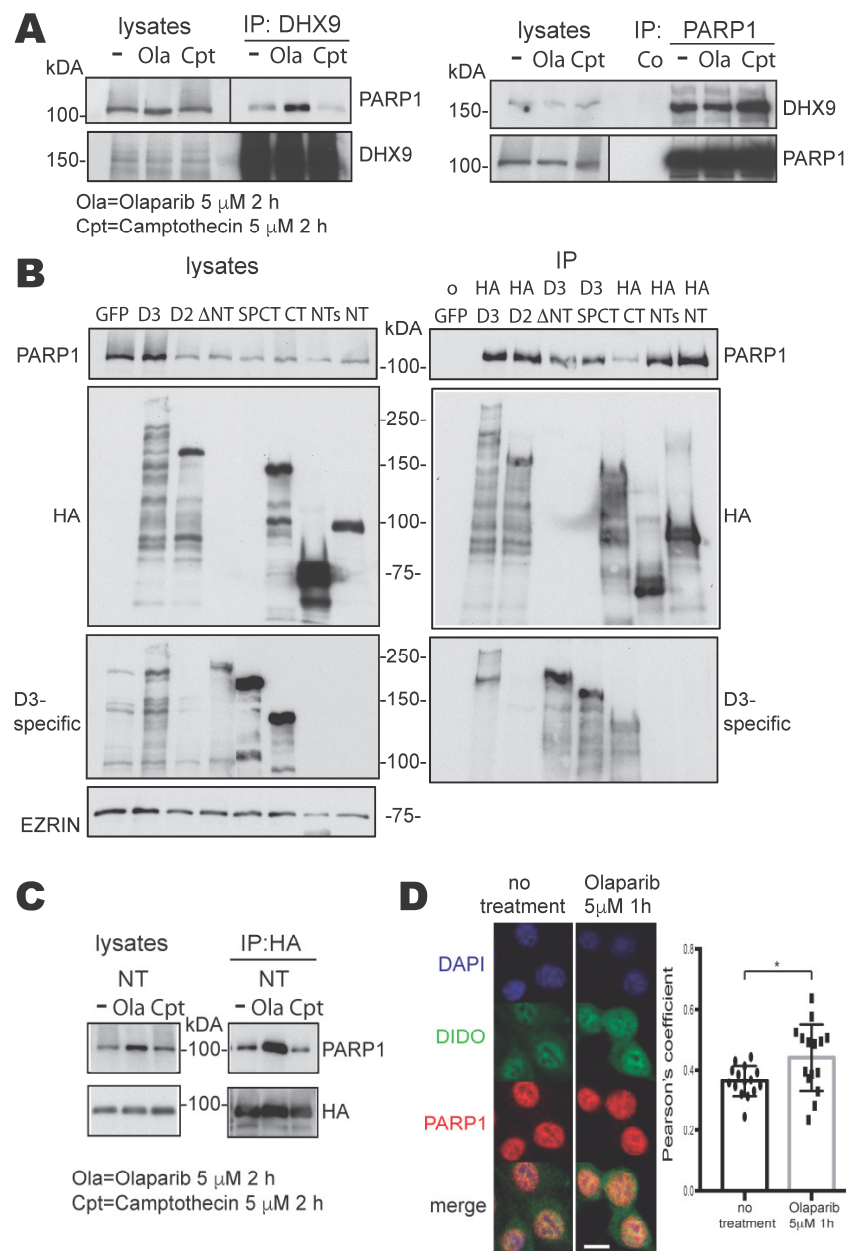 A
lysates
IP: DHX9
- Ola Cpt
- Ola Cpt
kDA
100-
PARP1
150-
DHX9
Ola=Olaparib 5 µM 2 h
Cpt=Camptothecin 5 µM 2 h
lysates
IP:
PARP1
- Ola Cpt
Co
- Ola Cpt
kDA
150-
DHX9
100-
PARP1
B
lysates
IP
o HA HA D3 D3 HA HA HA
GFP D3 D2 ΔNT SPCT CT NTs NT
kDA
GFP D3 D2 ΔNT SPCT CT NTs NT
PARP1
-100-
PARP1
-250-
-150-
HA
-100-
HA
-75-
-250-
D3-
specific
-150-
D3-
specific
-100-
EZRIN
-75-
C
lysates
IP:HA
NT
NT
- Ola Cpt
- Ola Cpt
kDA
-100-
PARP1
-100-
HA
Ola=Olaparib 5 µM 2 h
Cpt=Camptothecin 5 µM 2 h
D
no
treatment
Olaparib
5µM 1h
DAPI
DIDO
PARP1
merge
Pearson's coefficient
0.8
0.6
0.4
0.2
0.0
*
no
treatment
Olaparib
5µM 1h